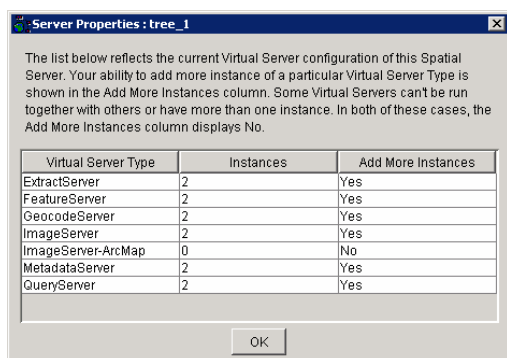 Server Properties : tree_1
The list below reflects the current Virtual Server configuration of this Spatial
Server. Your ability to add more instance of a particular Virtual Server Type is
shown in the Add More Instances column. Some Virtual Servers can't be run
together with others or have more than one instance. In both of these cases, the
Add More Instances column displays No.
Virtual Server Type Instances Add More Instances
ExtractServer 2 Yes
FeatureServer 2 Yes
GeocodeServer 2 Yes
ImageServer 2 Yes
ImageServer-ArcMap 0 No
MetadataServer 2 Yes
QueryServer 2 Yes
OK